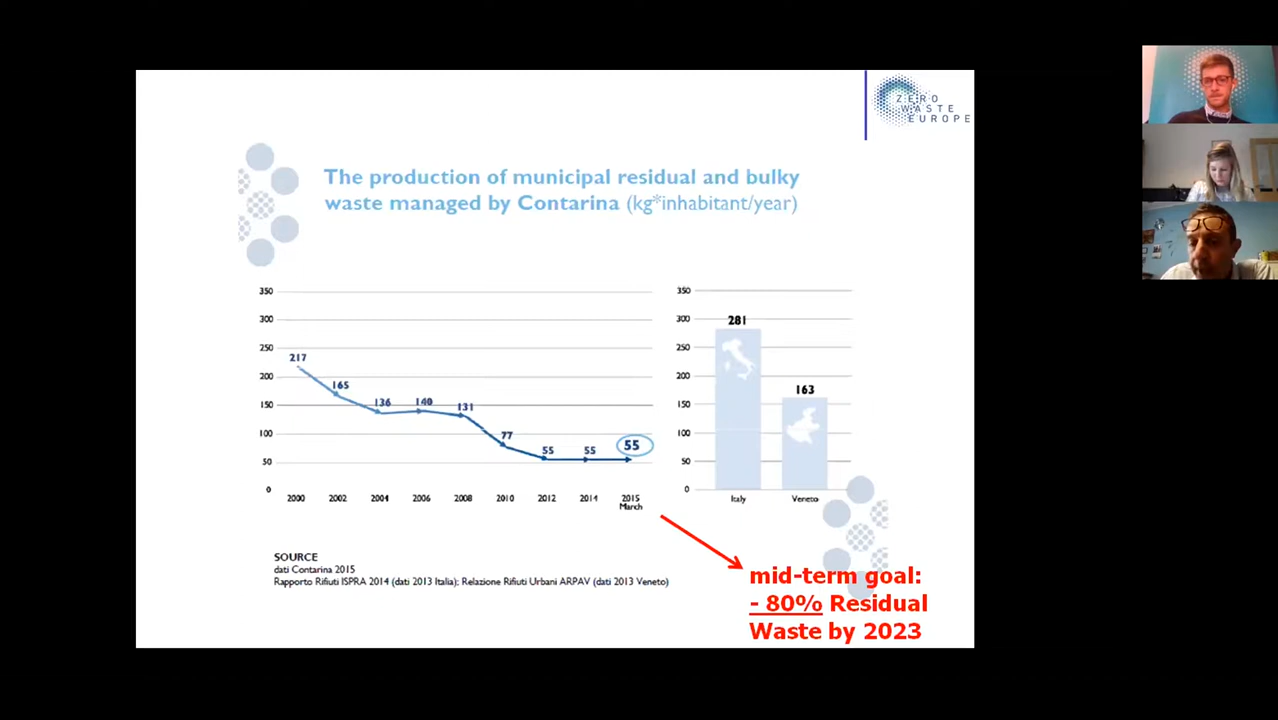 ZERO
WASTE
EUROPE
The production of municipal residual and bulky
waste managed by Contarina (kg*inhabitant/year)
350
300
250
200
150
100
50
0
217
165
136
140
131
77
55
55
55
2000
2002
2004
2006
2008
2010
2012
2014
2015
March
350
300
250
200
150
100
50
0
281
163
Italy
Veneto
SOURCE
dati Contarina 2015
Rapporto Rifiuti ISPRA 2014 (dati 2013 Italia); Relazione Rifiuti Urbani ARPAV (dati 2013 Veneto)
mid-term goal:
- 80% Residual
Waste by 2023